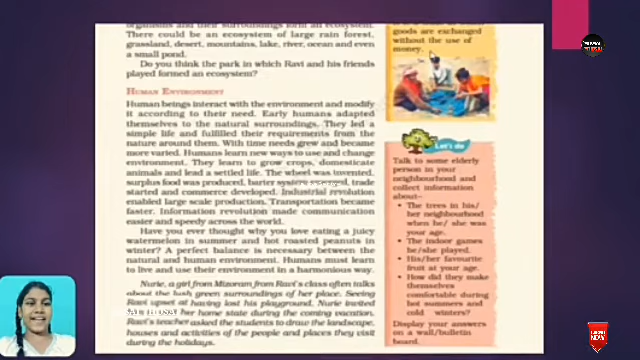 organisms and their surroundings form an ecosystem.
There could be an ecosystem of large rain forest,
grassland, desert, mountains, lake, river, ocean and even
a small pond.
Do you think the park in which Ravi and his friends
played formed an ecosystem?
HUMAN ENVIRONMENT
Human beings interact with the environment and modify
it according to their need. Early humans adapted
themselves to the natural surroundings. They led a
simple life and fulfilled their requirements from the
nature around them. With time needs grew and became
more varied. Humans learn new ways to use and change
environment. They learn to grow crops, domesticate
animals and lead a settled life. The wheel was invented,
surplus food was produced, barter system emerged, trade
started and commerce developed. Industrial revolution
enabled large scale production. Transportation became
faster. Information revolution made communication
easier and speedy across the world.
Have you ever thought why you love eating a juicy
watermelon in summer and hot roasted peanuts in
winter? A perfect balance is necessary between the
natural and human environment. Humans must learn
to live and use their environment in a harmonious way.
Nurie, a girl from Mizoram from Ravi's class often talks
about the lush green surroundings of her place. Seeing
Ravi upset at having lost his playground, Nurie invited
her home state during the coming vacation.
Ravi's teacher asked the students to draw the landscape,
houses and activities of the people and places they visit
during the holidays.
goods are exchanged
without the use of
money.
Let's do
Talk to some elderly
person in your
neighbourhood and
collect information
about–
• The trees in his/
her neighbourhood
when he/ she was
your age.
• The indoor games
he/she played.
• His/her favourite
fruit at your age.
• How did they make
themselves
comfortable during
hot summers and
cold winters?
Display your answers
on a wall/bulletin
board.